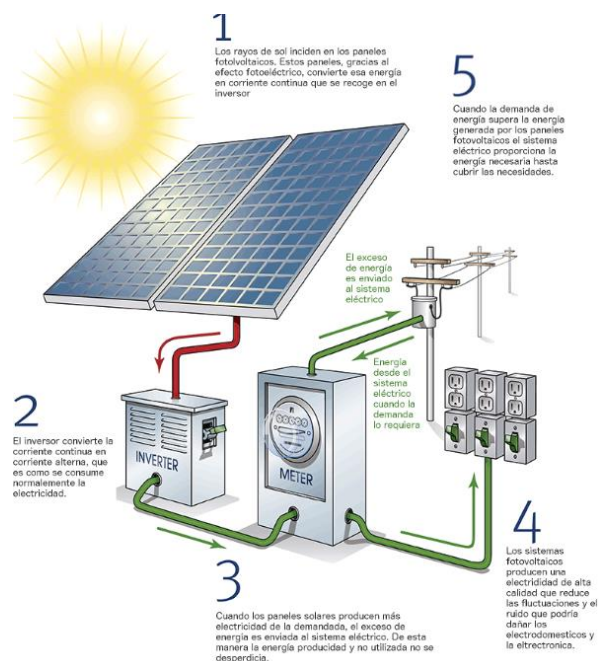 1
Los rayos de sol inciden en los paneles
fotolvoltaicos. Estos paneles, gracias al
efecto fotoeléctrico, convierte esa energía
en corriente continua que se recoge en el
inversor
5
Cuando la demanda de
energía supera la energía
generada por los paneles
fotovoltaicos el sistema
eléctrico proporciona la
energía necesaria hasta
cubrir las necesidades.
El exceso
de energía
es enviado
al sistema
eléctrico
Energía
desde el
sistema
eléctrico
cuando la
demanda
lo requiera
2
El inversor convierte la
corriente continua en
corriente alterna, que
es como se consume
normalmente la
electricidad.
INVERTER
METER
3
Cuando los paneles solares producen más
electricidad de la demandada, el exceso de
energía es enviada al sistema eléctrico. De esta
manera la energía producidad y no utilizada no se
desperdicia.
4
Los sistemas
fotovoltaicos
producen una
electrididad de alta
calidad que reduce
las fluctuaciones y el
ruido que podría
dañar los
electrodomesticos y
la eltrectronica.